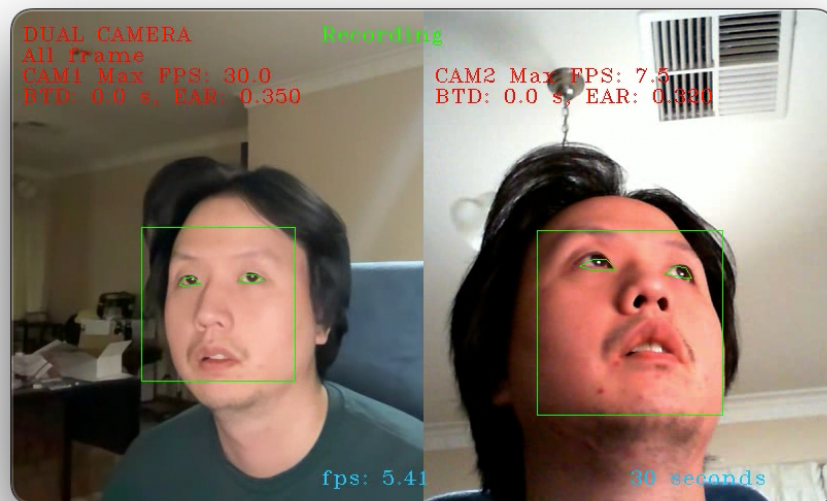 DUAL CAMERA
All frame
CAM1 Max FPS: 30.0
BTD: 0.0 s, EAR: 0.350
Recording
CAM2 Max FPS: 7.5
BTD: 0.0 s, EAR: 0.320
fps: 5.41
30 seconds